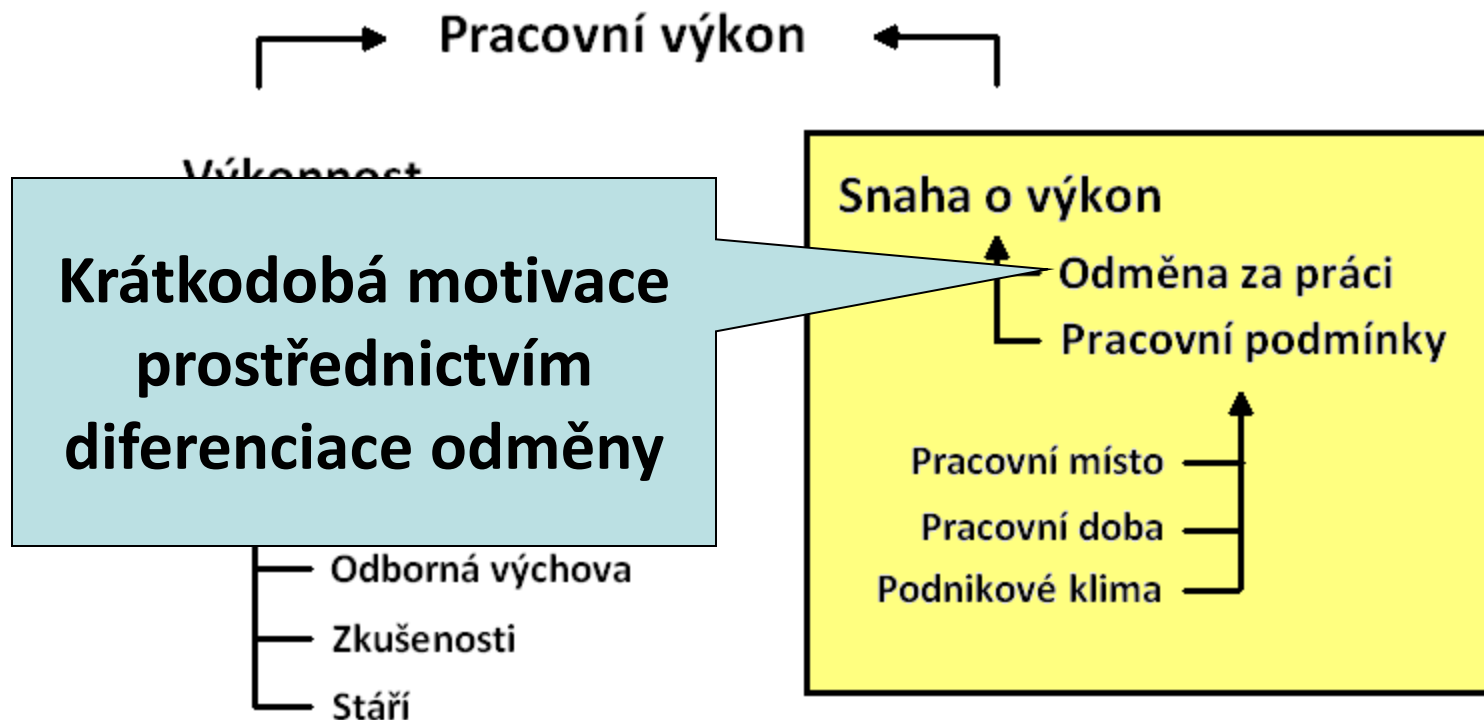 Pracovní výkon
Výkonnost
Krátkodobá motivace
prostřednictvím
diferenciace odměny
Odborná výchova
Zkušenosti
Stáří
Snaha o výkon
Odměna za práci
Pracovní podmínky
Pracovní místo
Pracovní doba
Podnikové klima